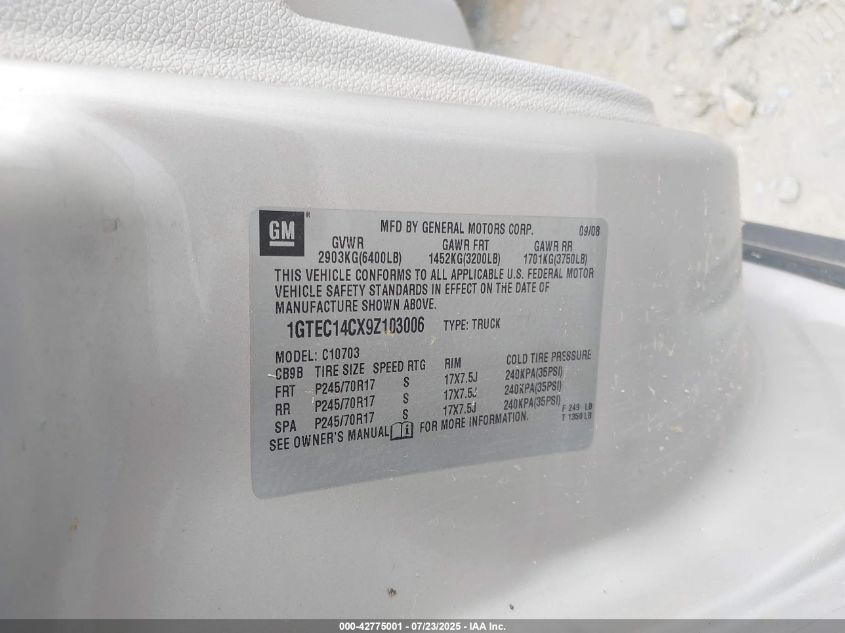 GM ®
MFD BY GENERAL MOTORS CORP. 09/08
GVWR GAWR FRT GAWR RR
2903KG(6400LB) 1452KG(3200LB) 1701KG(3750LB)
THIS VEHICLE CONFORMS TO ALL APPLICABLE U.S. FEDERAL MOTOR
VEHICLE SAFETY STANDARDS IN EFFECT ON THE DATE OF
MANUFACTURE SHOWN ABOVE.
1GTEC14CX9Z103006 TYPE: TRUCK
MODEL: C10703
CB9B TIRE SIZE SPEED RTG RIM COLD TIRE PRESSURE
FRT P245/70R17 S 17X7.5J 240KPA(35PSI)
RR P245/70R17 S 17X7.5J 240KPA(35PSI)
SPA P245/70R17 S 17X7.5J 240KPA(35PSI)
F 249 LB
T 1350 LB
SEE OWNER'S MANUAL FOR MORE INFORMATION.
000-42775001 - 07/23/2025 - IAA Inc.